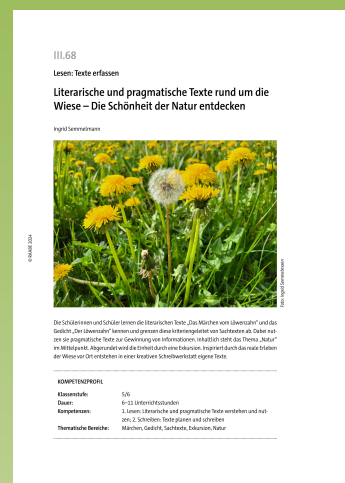 III.68
Lesen: Texte erfassen
Literarische und pragmatische Texte rund um die
Wiese – Die Schönheit der Natur entdecken
Ingrid Semmelmann
© RAABE 2024
Foto: Ingrid Semmelmann
Die Schülerinnen und Schüler lernen die literarischen Texte „Das Märchen vom Löwenzahn“ und das
Gedicht „Der Löwenzahn“ kennen und grenzen diese kriteriengeleitet von Sachtexten ab. Dabei nut-
zen sie pragmatische Texte zur Gewinnung von Informationen. Inhaltlich steht das Thema „Natur“
im Mittelpunkt. Abgerundet wird die Einheit durch eine Exkursion. Inspiriert durch das reale Erleben
der Wiese vor Ort entstehen in einer kreativen Schreibwerkstatt eigene Texte.
KOMPETENZPROFIL
Klassenstufe: 5/6
Dauer: 6–11 Unterrichtsstunden
Kompetenzen: 1. Lesen: Literarische und pragmatische Texte verstehen und nut-
zen; 2. Schreiben: Texte planen und schreiben
Thematische Bereiche: Märchen, Gedicht, Sachtexte, Exkursion, Natur